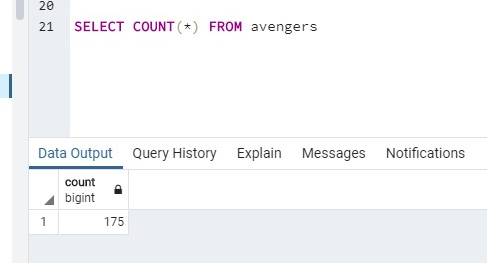 20
21 SELECT COUNT(*) FROM avengers
Data Output Query History Explain Messages Notifications
count
bigint
1 175